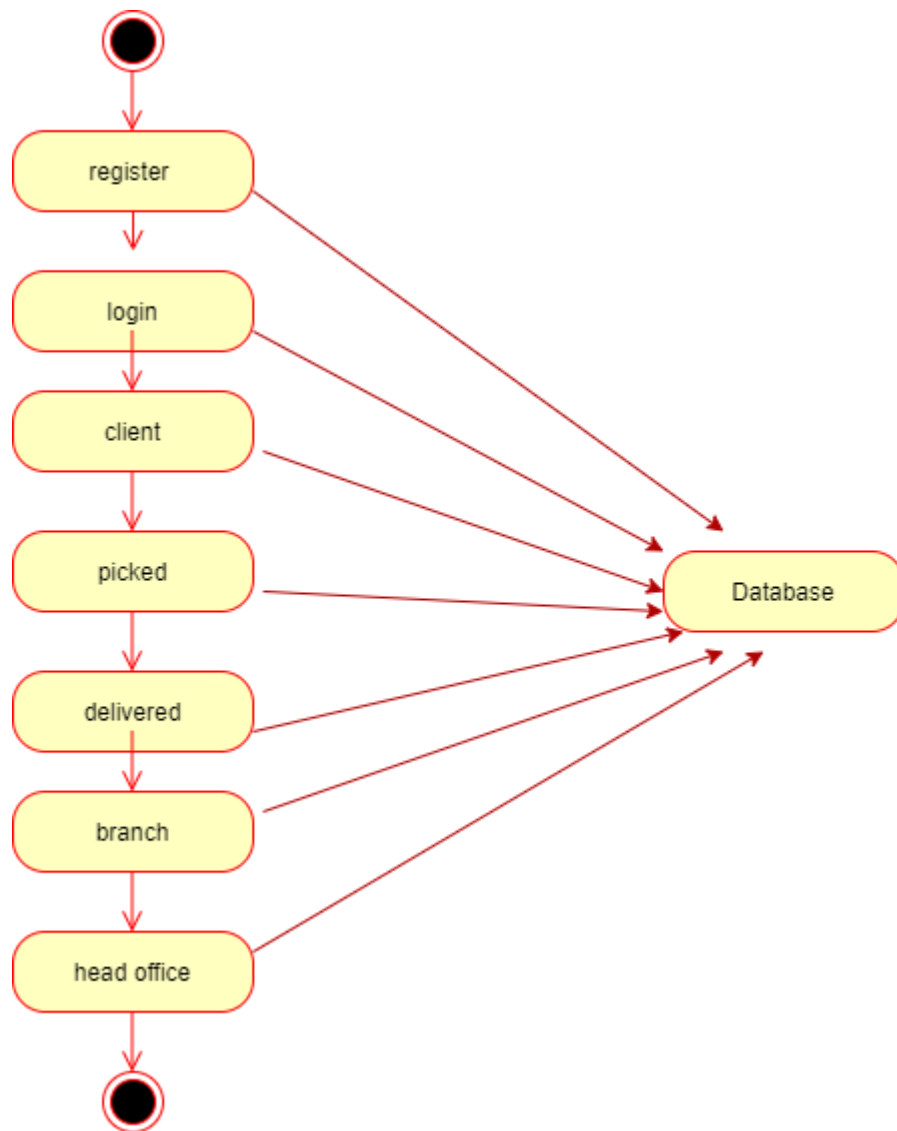 register
login
client
picked
Database
delivered
branch
head office